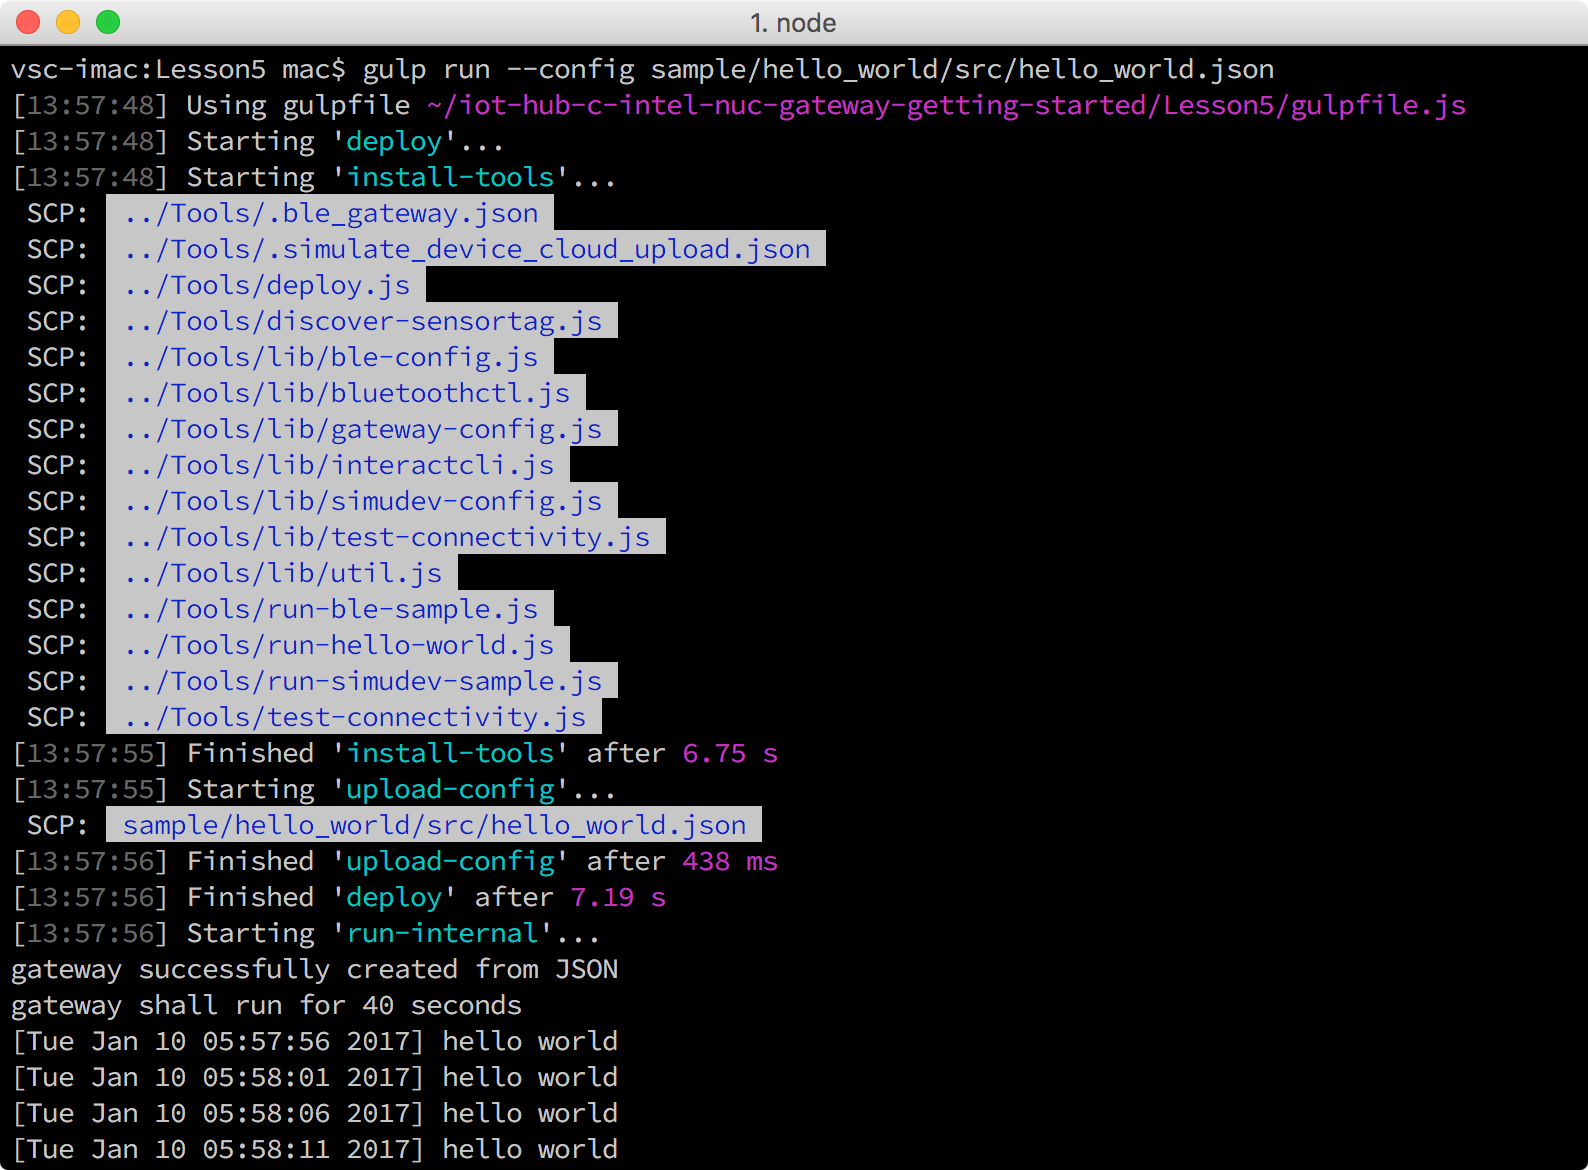 1. node
vsc-imac:Lesson5 mac$ gulp run --config sample/hello_world/src/hello_world.json
[13:57:48] Using gulpfile ~/iot-hub-c-intel-nuc-gateway-getting-started/Lesson5/gulpfile.js
[13:57:48] Starting 'deploy'...
[13:57:48] Starting 'install-tools'...
SCP: ../Tools/.ble_gateway.json
SCP: ../Tools/.simulate_device_cloud_upload.json
SCP: ../Tools/deploy.js
SCP: ../Tools/discover-sensortag.js
SCP: ../Tools/lib/ble-config.js
SCP: ../Tools/lib/bluetoothctl.js
SCP: ../Tools/lib/gateway-config.js
SCP: ../Tools/lib/interactcli.js
SCP: ../Tools/lib/simudev-config.js
SCP: ../Tools/lib/test-connectivity.js
SCP: ../Tools/lib/util.js
SCP: ../Tools/run-ble-sample.js
SCP: ../Tools/run-hello-world.js
SCP: ../Tools/run-simudev-sample.js
SCP: ../Tools/test-connectivity.js
[13:57:55] Finished 'install-tools' after 6.75 s
[13:57:55] Starting 'upload-config'...
SCP: sample/hello_world/src/hello_world.json
[13:57:56] Finished 'upload-config' after 438 ms
[13:57:56] Finished 'deploy' after 7.19 s
[13:57:56] Starting 'run-internal'...
gateway successfully created from JSON
gateway shall run for 40 seconds
[Tue Jan 10 05:57:56 2017] hello world
[Tue Jan 10 05:58:01 2017] hello world
[Tue Jan 10 05:58:06 2017] hello world
[Tue Jan 10 05:58:11 2017] hello world